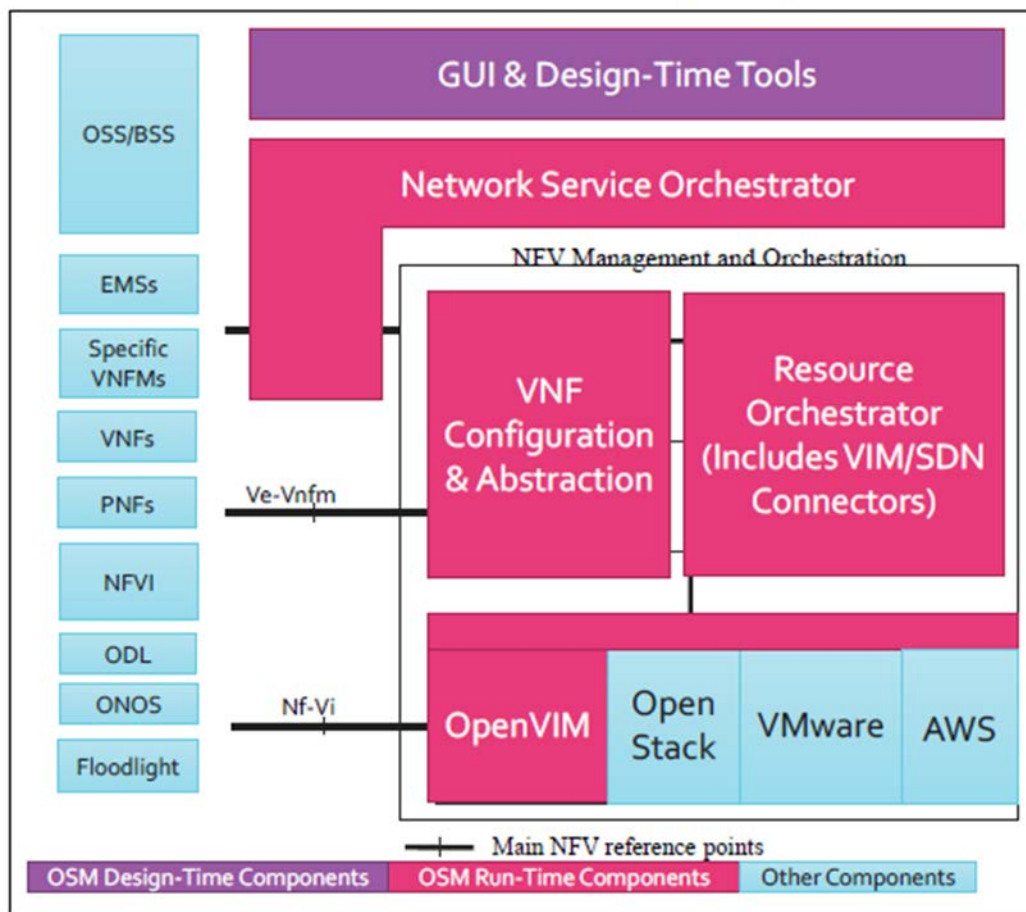 GUI & Design-Time Tools
OSS/BSS
Network Service Orchestrator
NFV Management and Orchestration
EMSs
Specific
VNFMs
VNFs
PNFs
NFVI
ODL
ONOS
Floodlight
Ve-Vnfm
Nf-Vi
VNF
Configuration
& Abstraction
Resource
Orchestrator
(Includes VIM/SDN
Connectors)
OpenVIM
Open
Stack
VMware
AWS
Main NFV reference points
OSM Design-Time Components
OSM Run-Time Components
Other Components